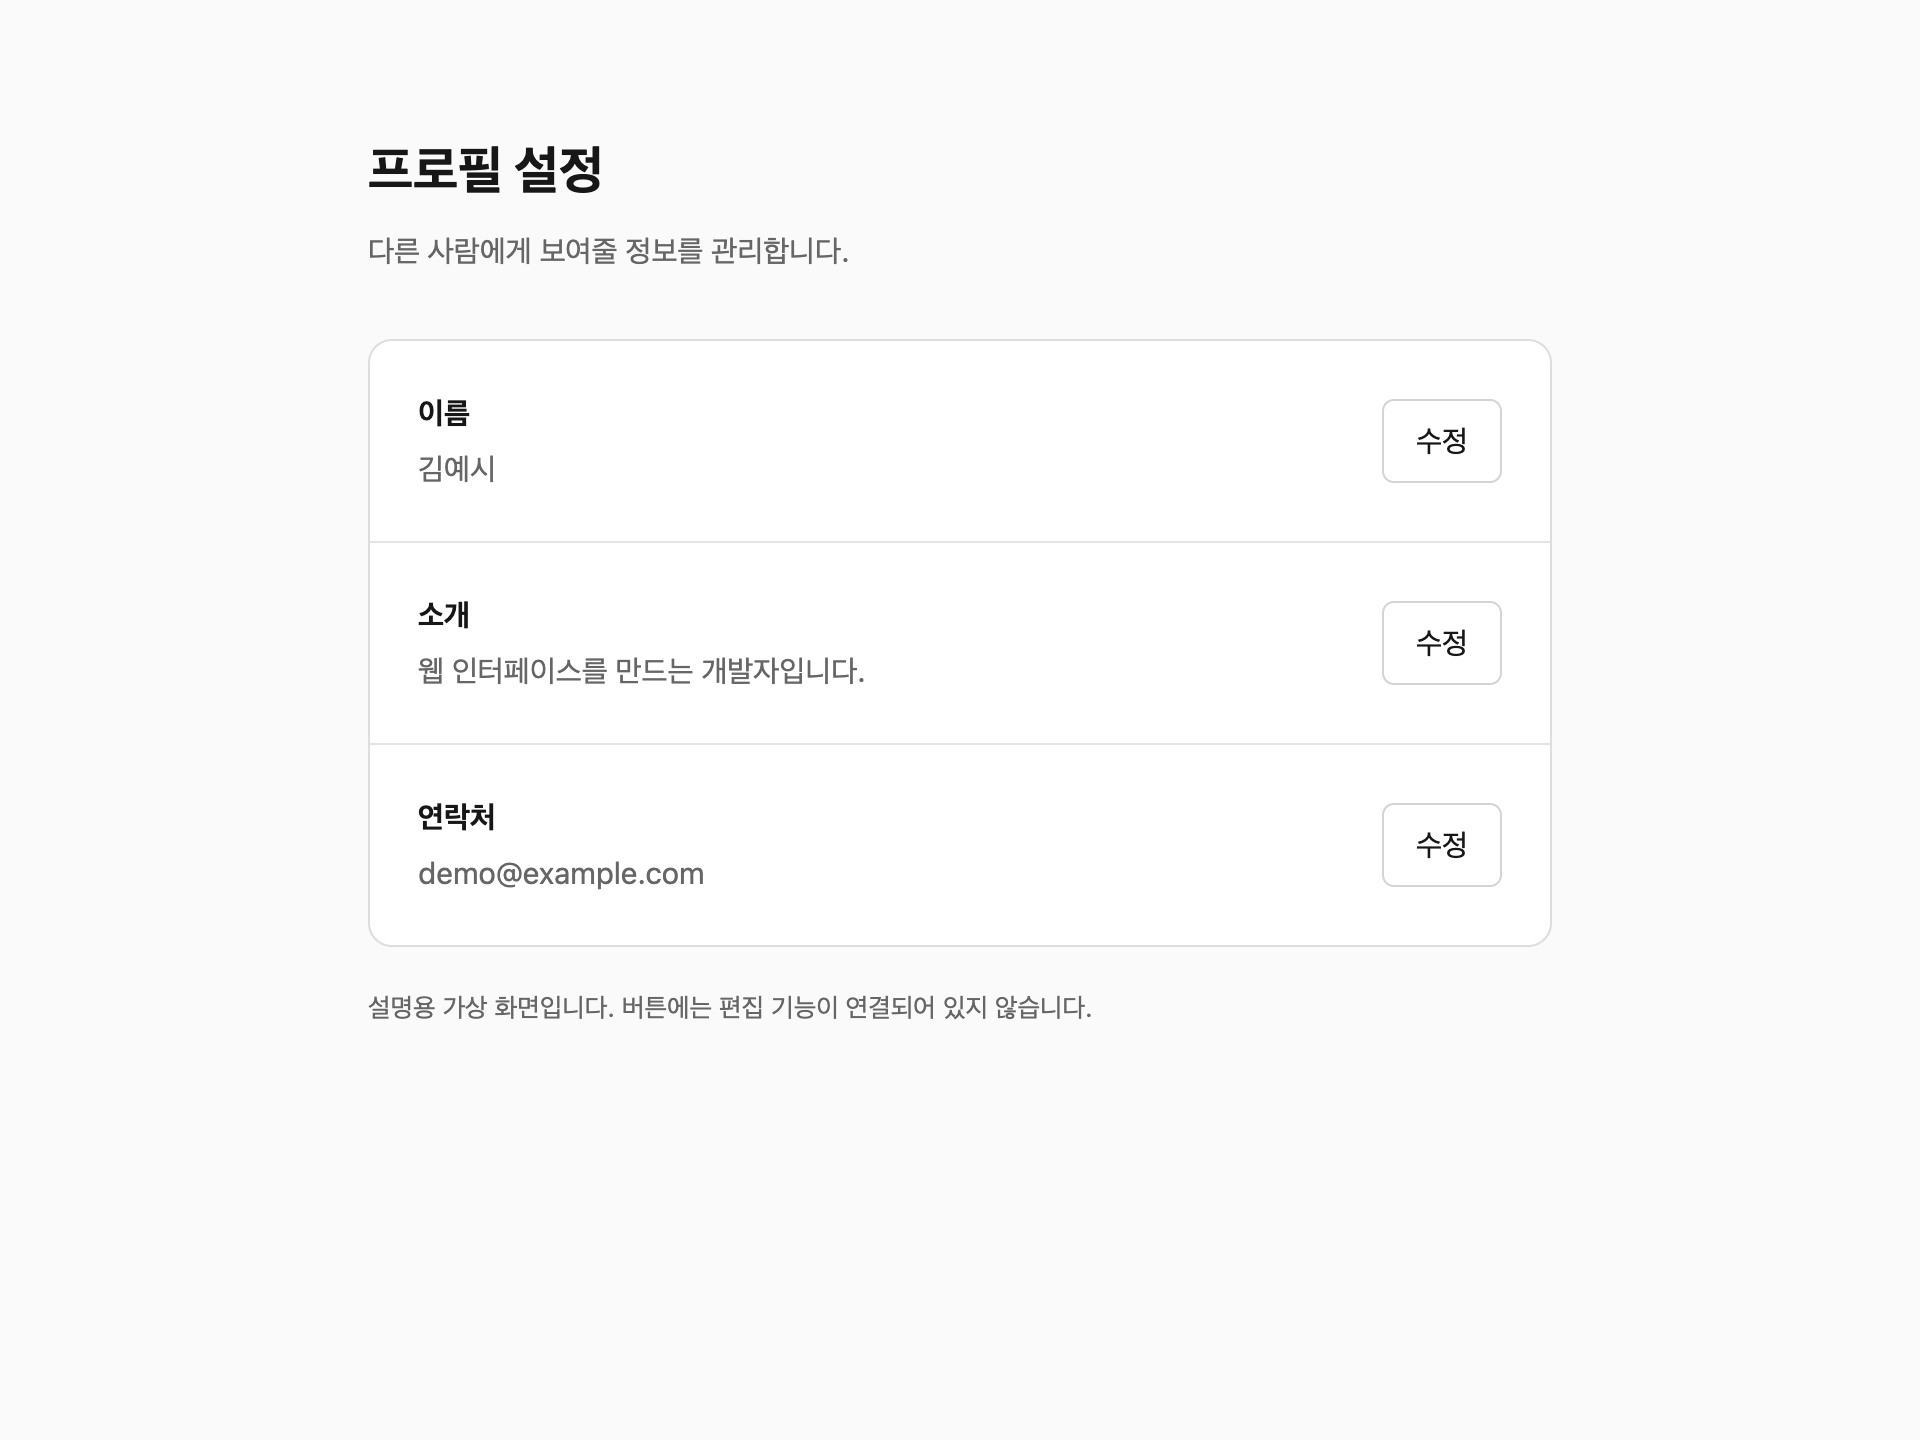 프로필 설정
다른 사람에게 보여줄 정보를 관리합니다.
이름
김예시
수정
소개
웹 인터페이스를 만드는 개발자입니다.
수정
연락처
demo@example.com
수정
설명용 가상 화면입니다. 버튼에는 편집 기능이 연결되어 있지 않습니다.